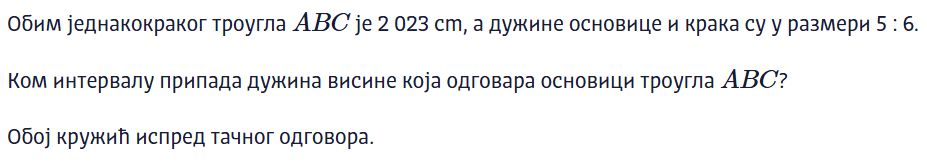 Обим једнакокраког троугла ABC је 2 023 cm, а дужине основице и крака су у размери 5 : 6.
Ком интервалу припада дужина висине која одговара основици троугла ABC?
Обој кружић испред тачног одговора.